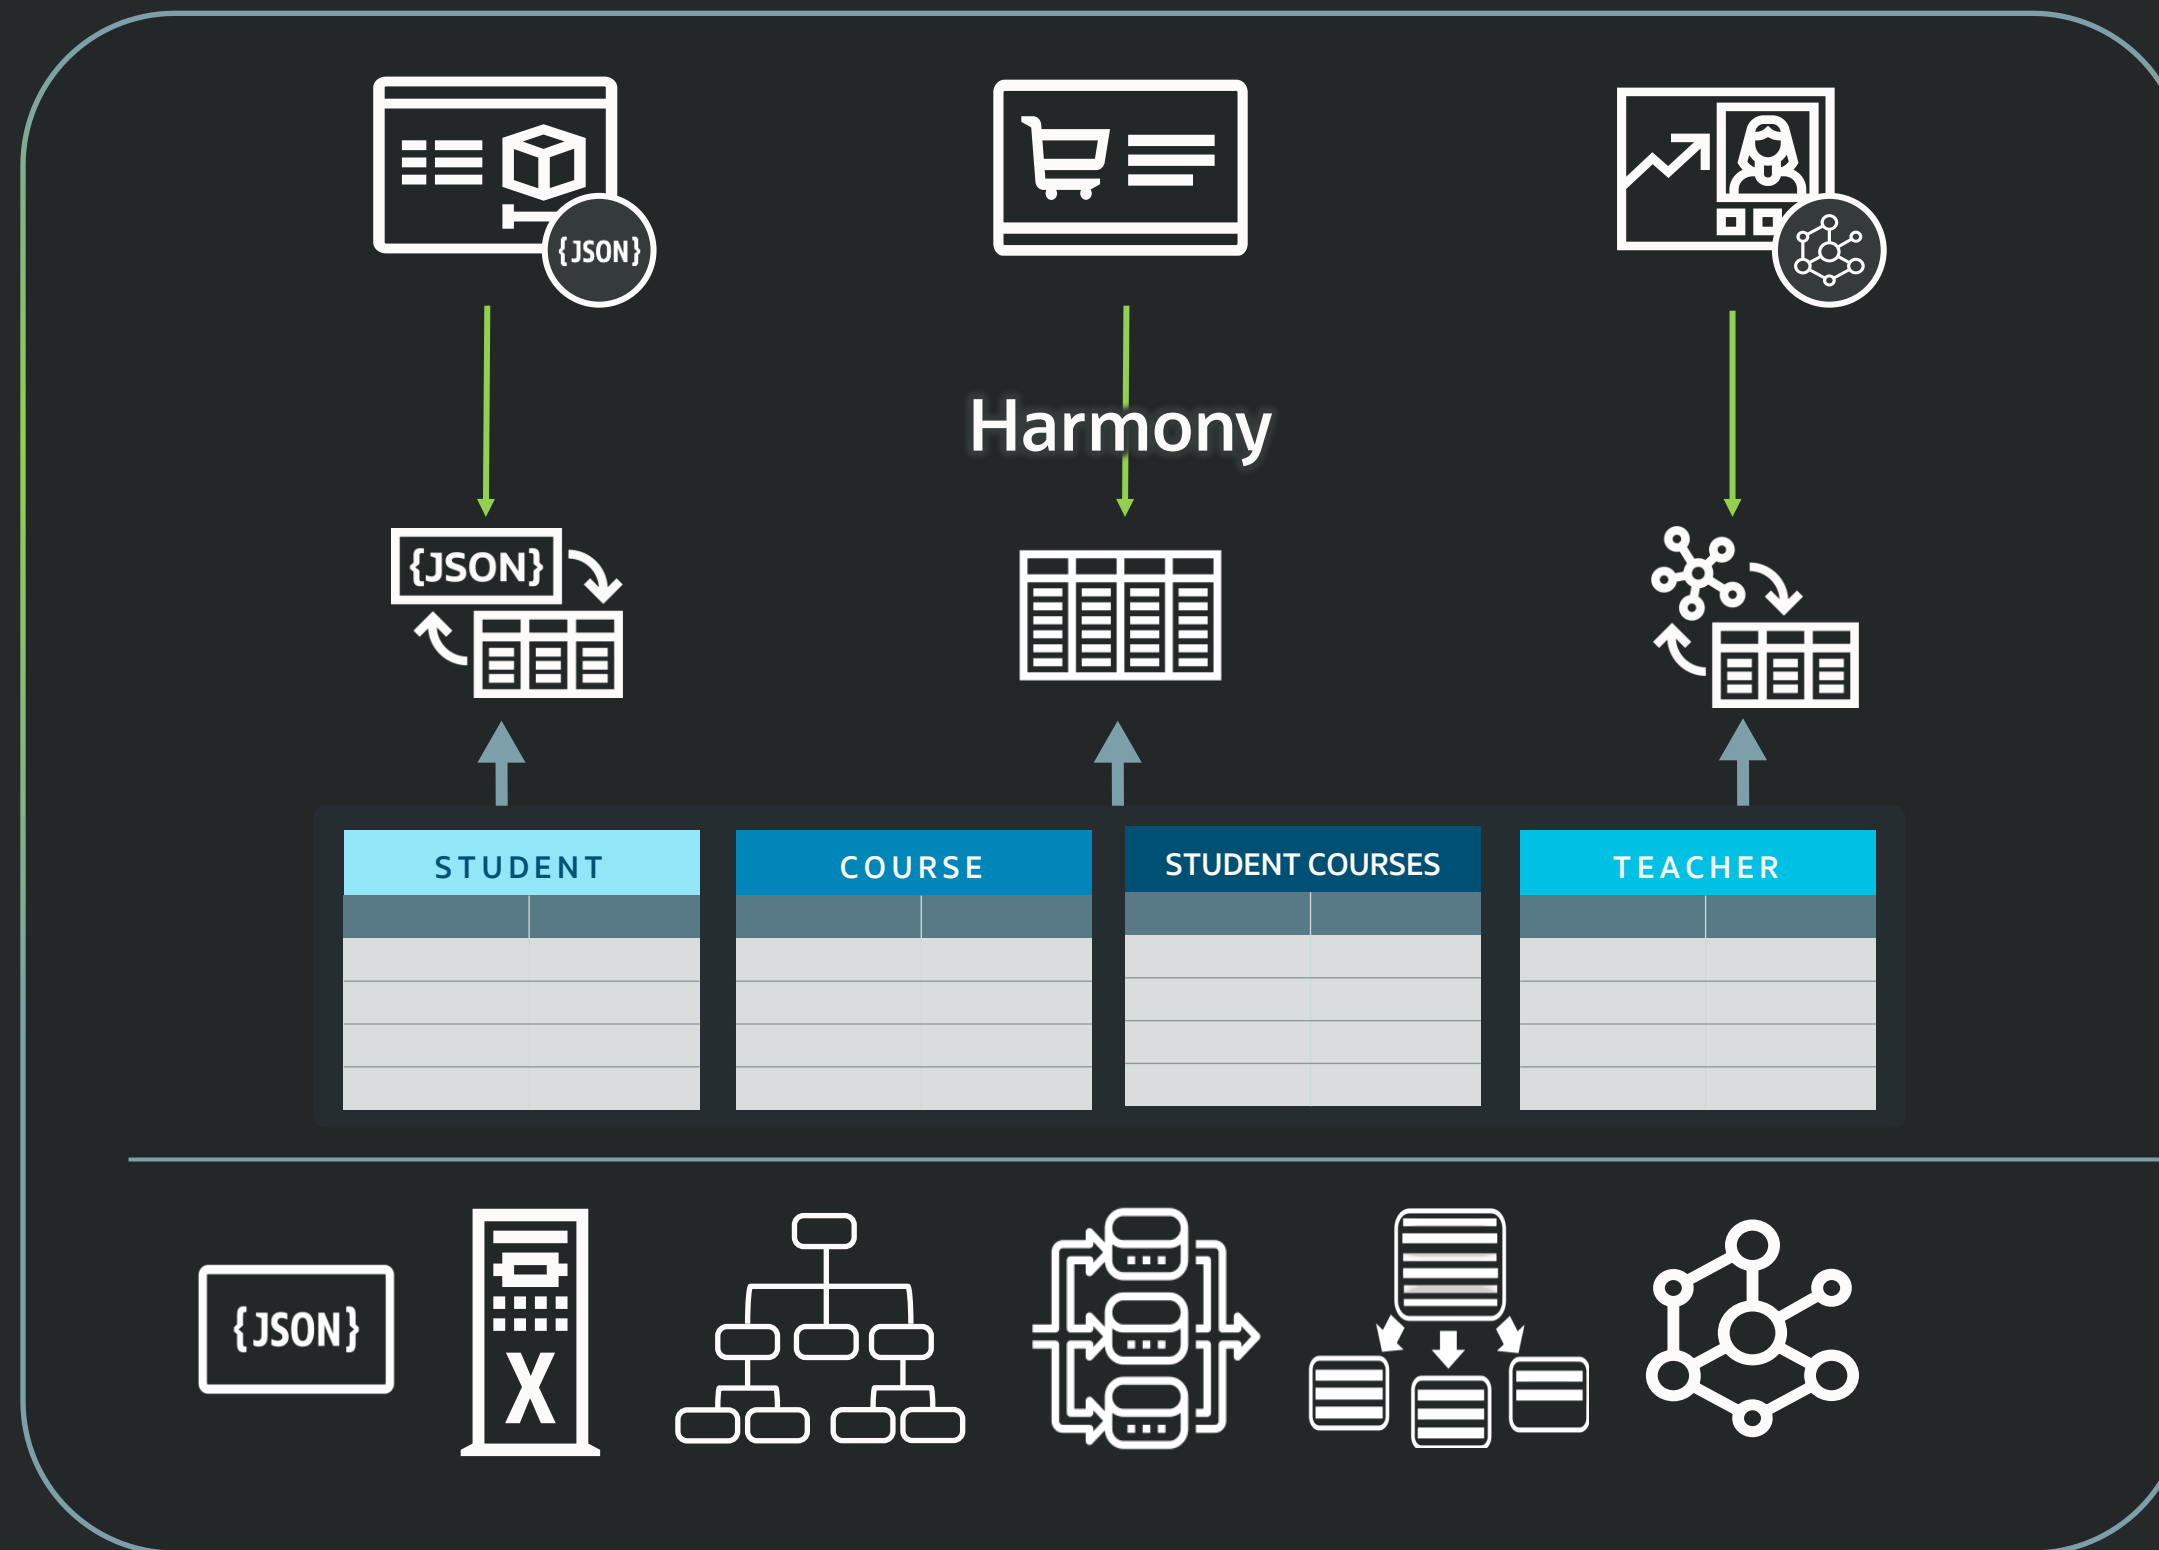 {JSON}
Harmony
{JSON}
STUDENT
COURSE
STUDENT COURSES
TEACHER
{JSON}
X